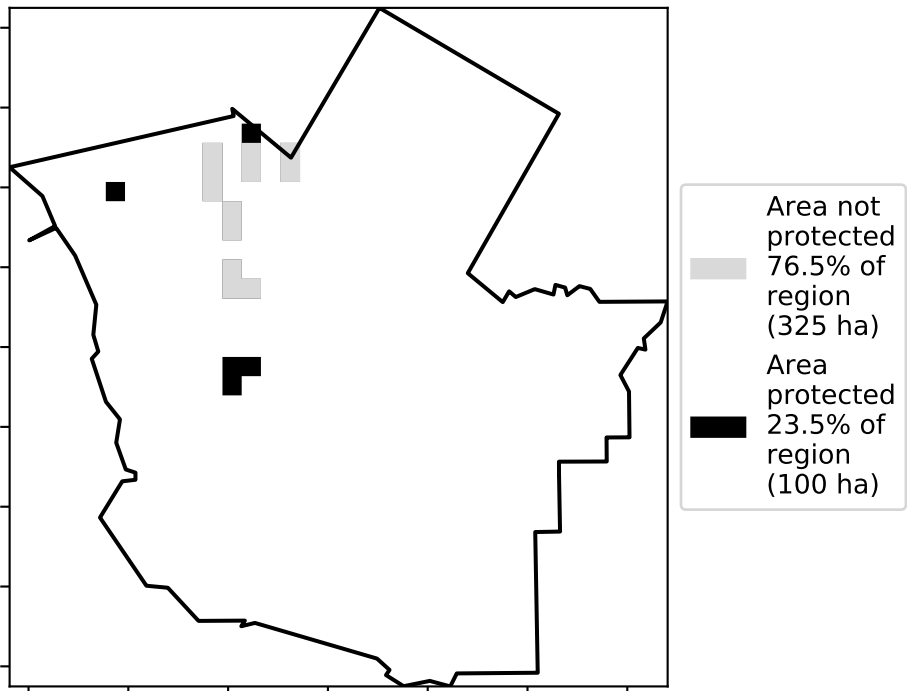 Area not
protected
76.5% of
region
(325 ha)
Area
protected
23.5% of
region
(100 ha)